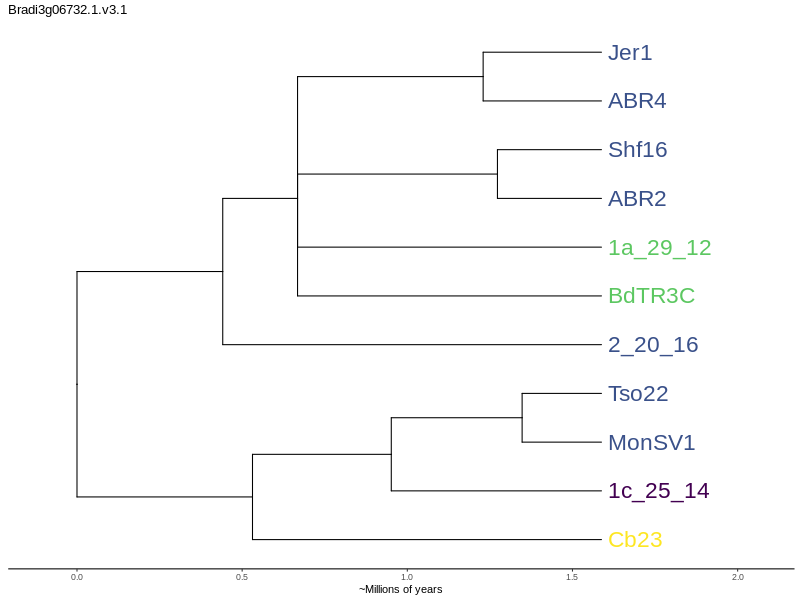 Bradi3g06732.1.v3.1
Jer1
ABR4
Shf16
ABR2
1a_29_12
BdTR3C
2_20_16
Tso22
MonSV1
1c_25_14
Cb23
0.0 0.5 1.0 1.5 2.0
~Millions of years